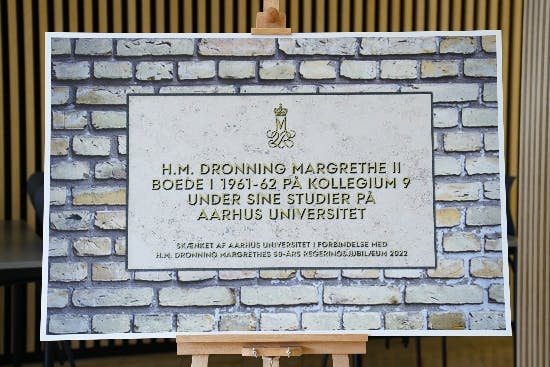 H.M. DRONNING MARGRETHE II
BOEDE I 1961-62 PÅ KOLLEGIUM 9
UNDER SINE STUDIER PÅ
AARHUS UNIVERSITET
SKÆNKET AF AARHUS UNIVERSITET I FORBINDELSE MED
H.M. DRONNING MARGRETHES 50-ÅRS REGERINGSJUBILÆUM 2022